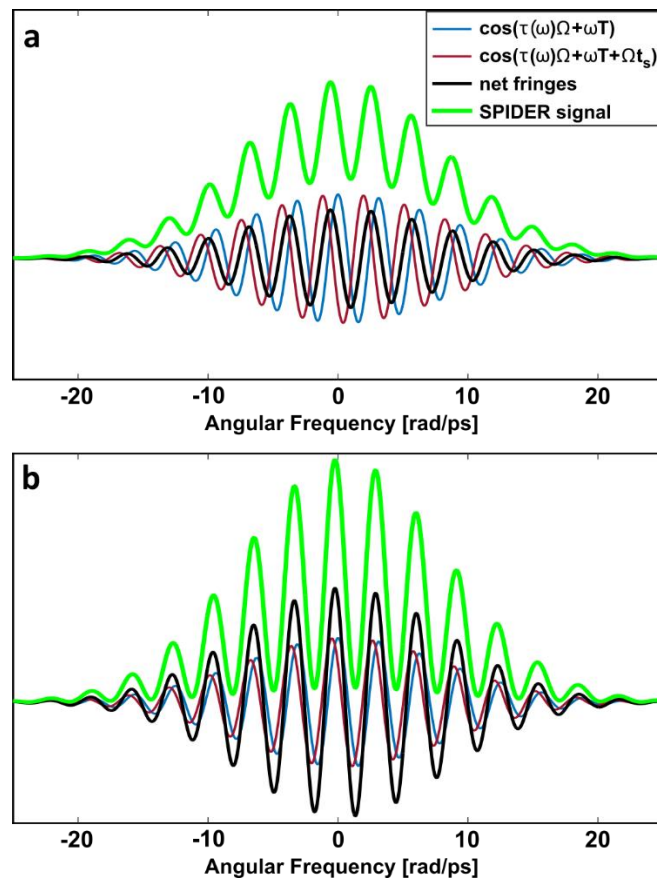 a
cos(τ(ω)Ω+ωT)
cos(τ(ω)Ω+ωT+Ωtₛ)
net fringes
SPIDER signal
-20 -10 0 10 20
Angular Frequency [rad/ps]
b
-20 -10 0 10 20
Angular Frequency [rad/ps]